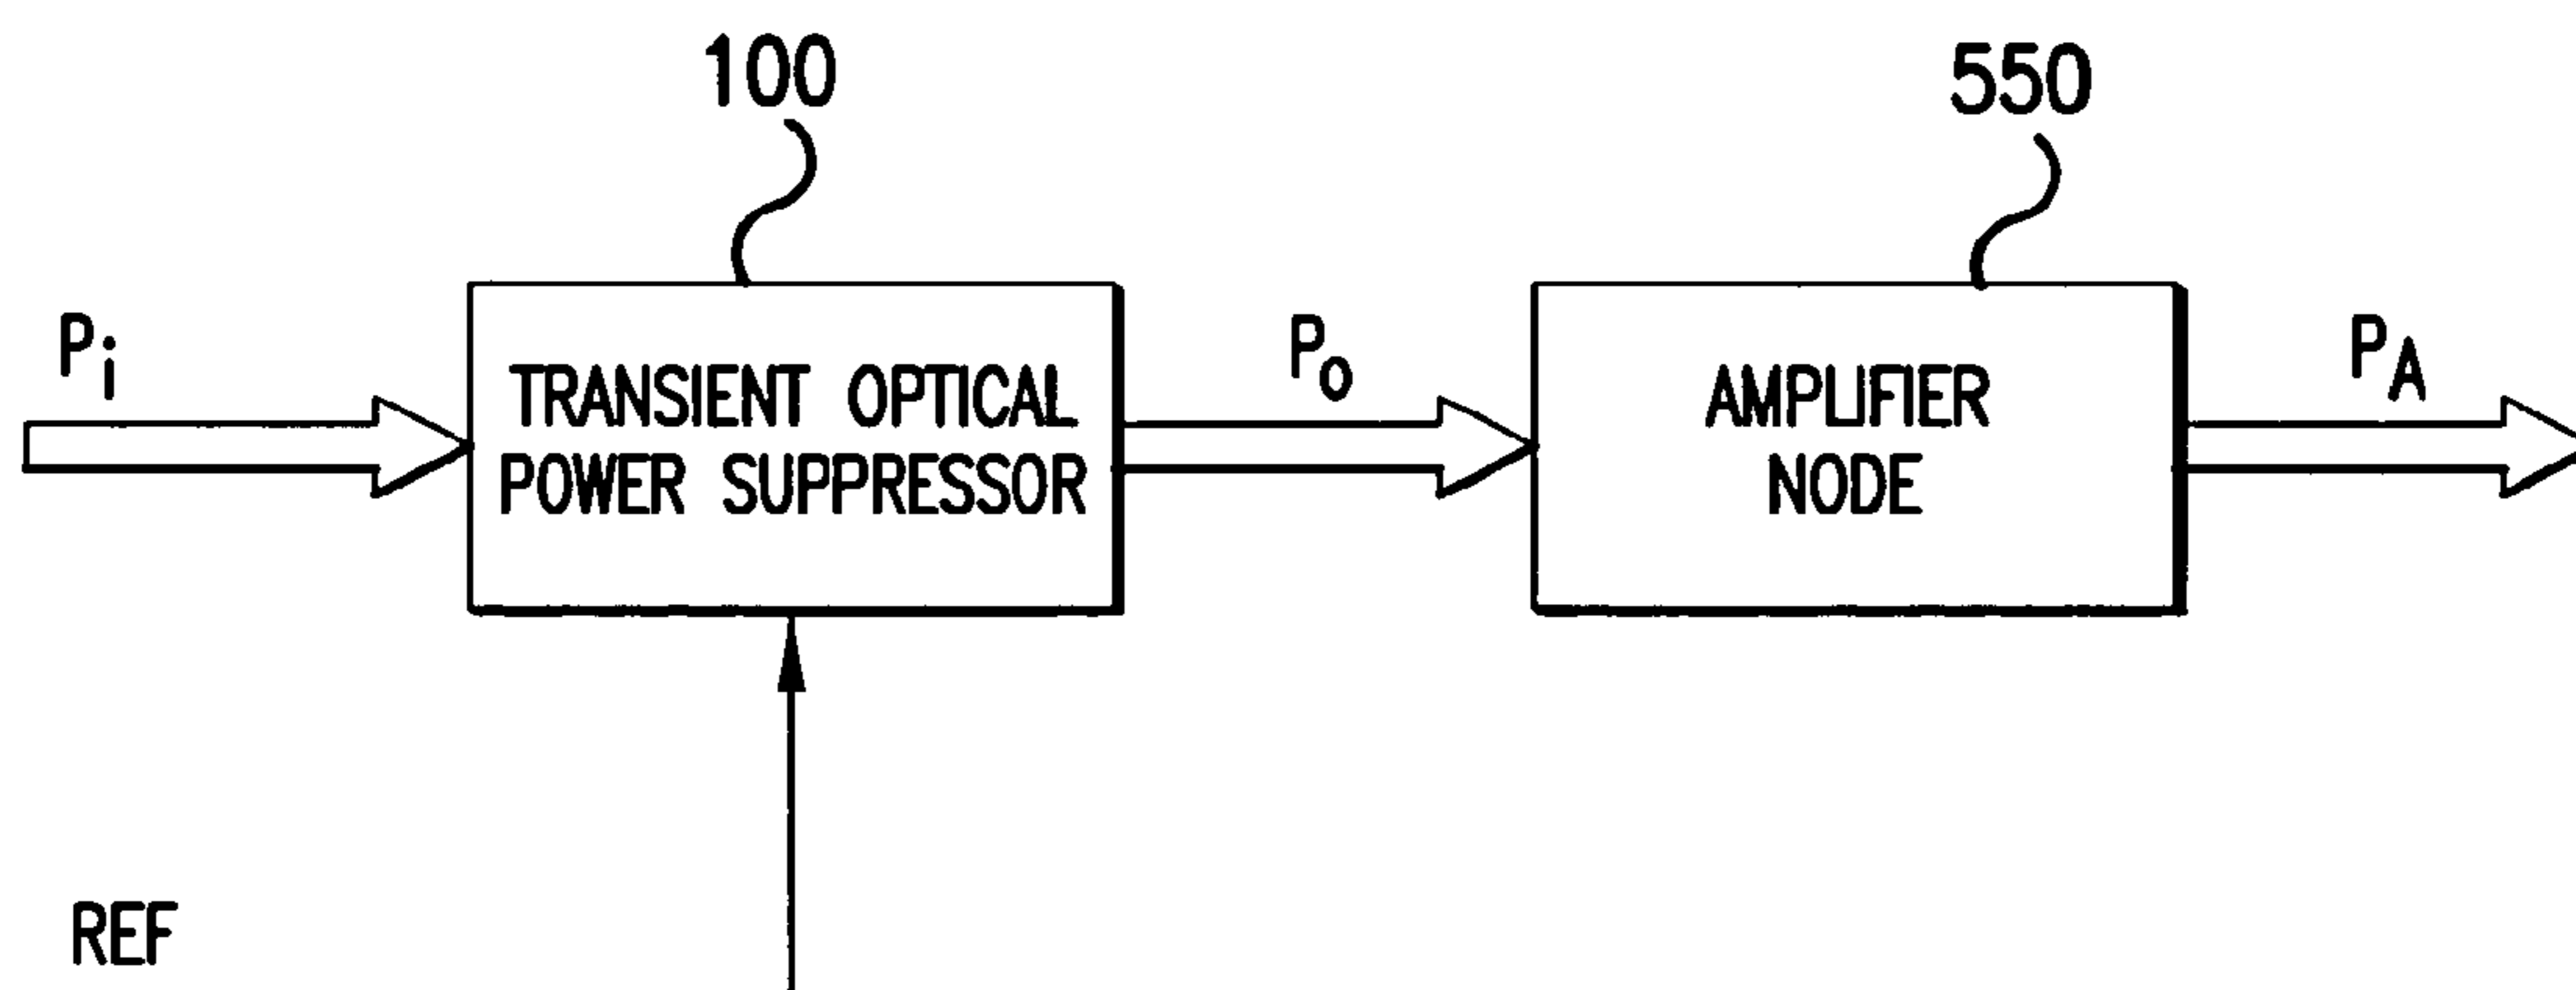 100
550
Pi
TRANSIENT OPTICAL
POWER SUPPRESSOR
Po
AMPLIFIER
NODE
PA
REF